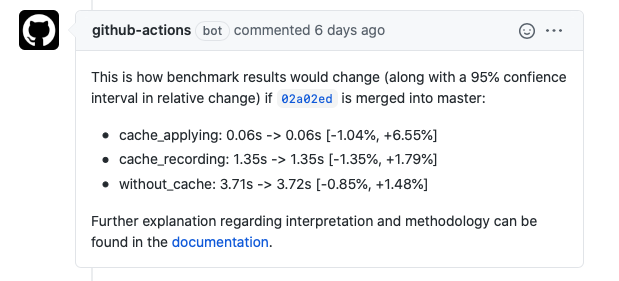 github-actions bot commented 6 days ago
This is how benchmark results would change (along with a 95% confience
interval in relative change) if 02a02ed is merged into master:
• cache_applying: 0.06s -> 0.06s [-1.04%, +6.55%]
• cache_recording: 1.35s -> 1.35s [-1.35%, +1.79%]
• without_cache: 3.71s -> 3.72s [-0.85%, +1.48%]
Further explanation regarding interpretation and methodology can be
found in the documentation.